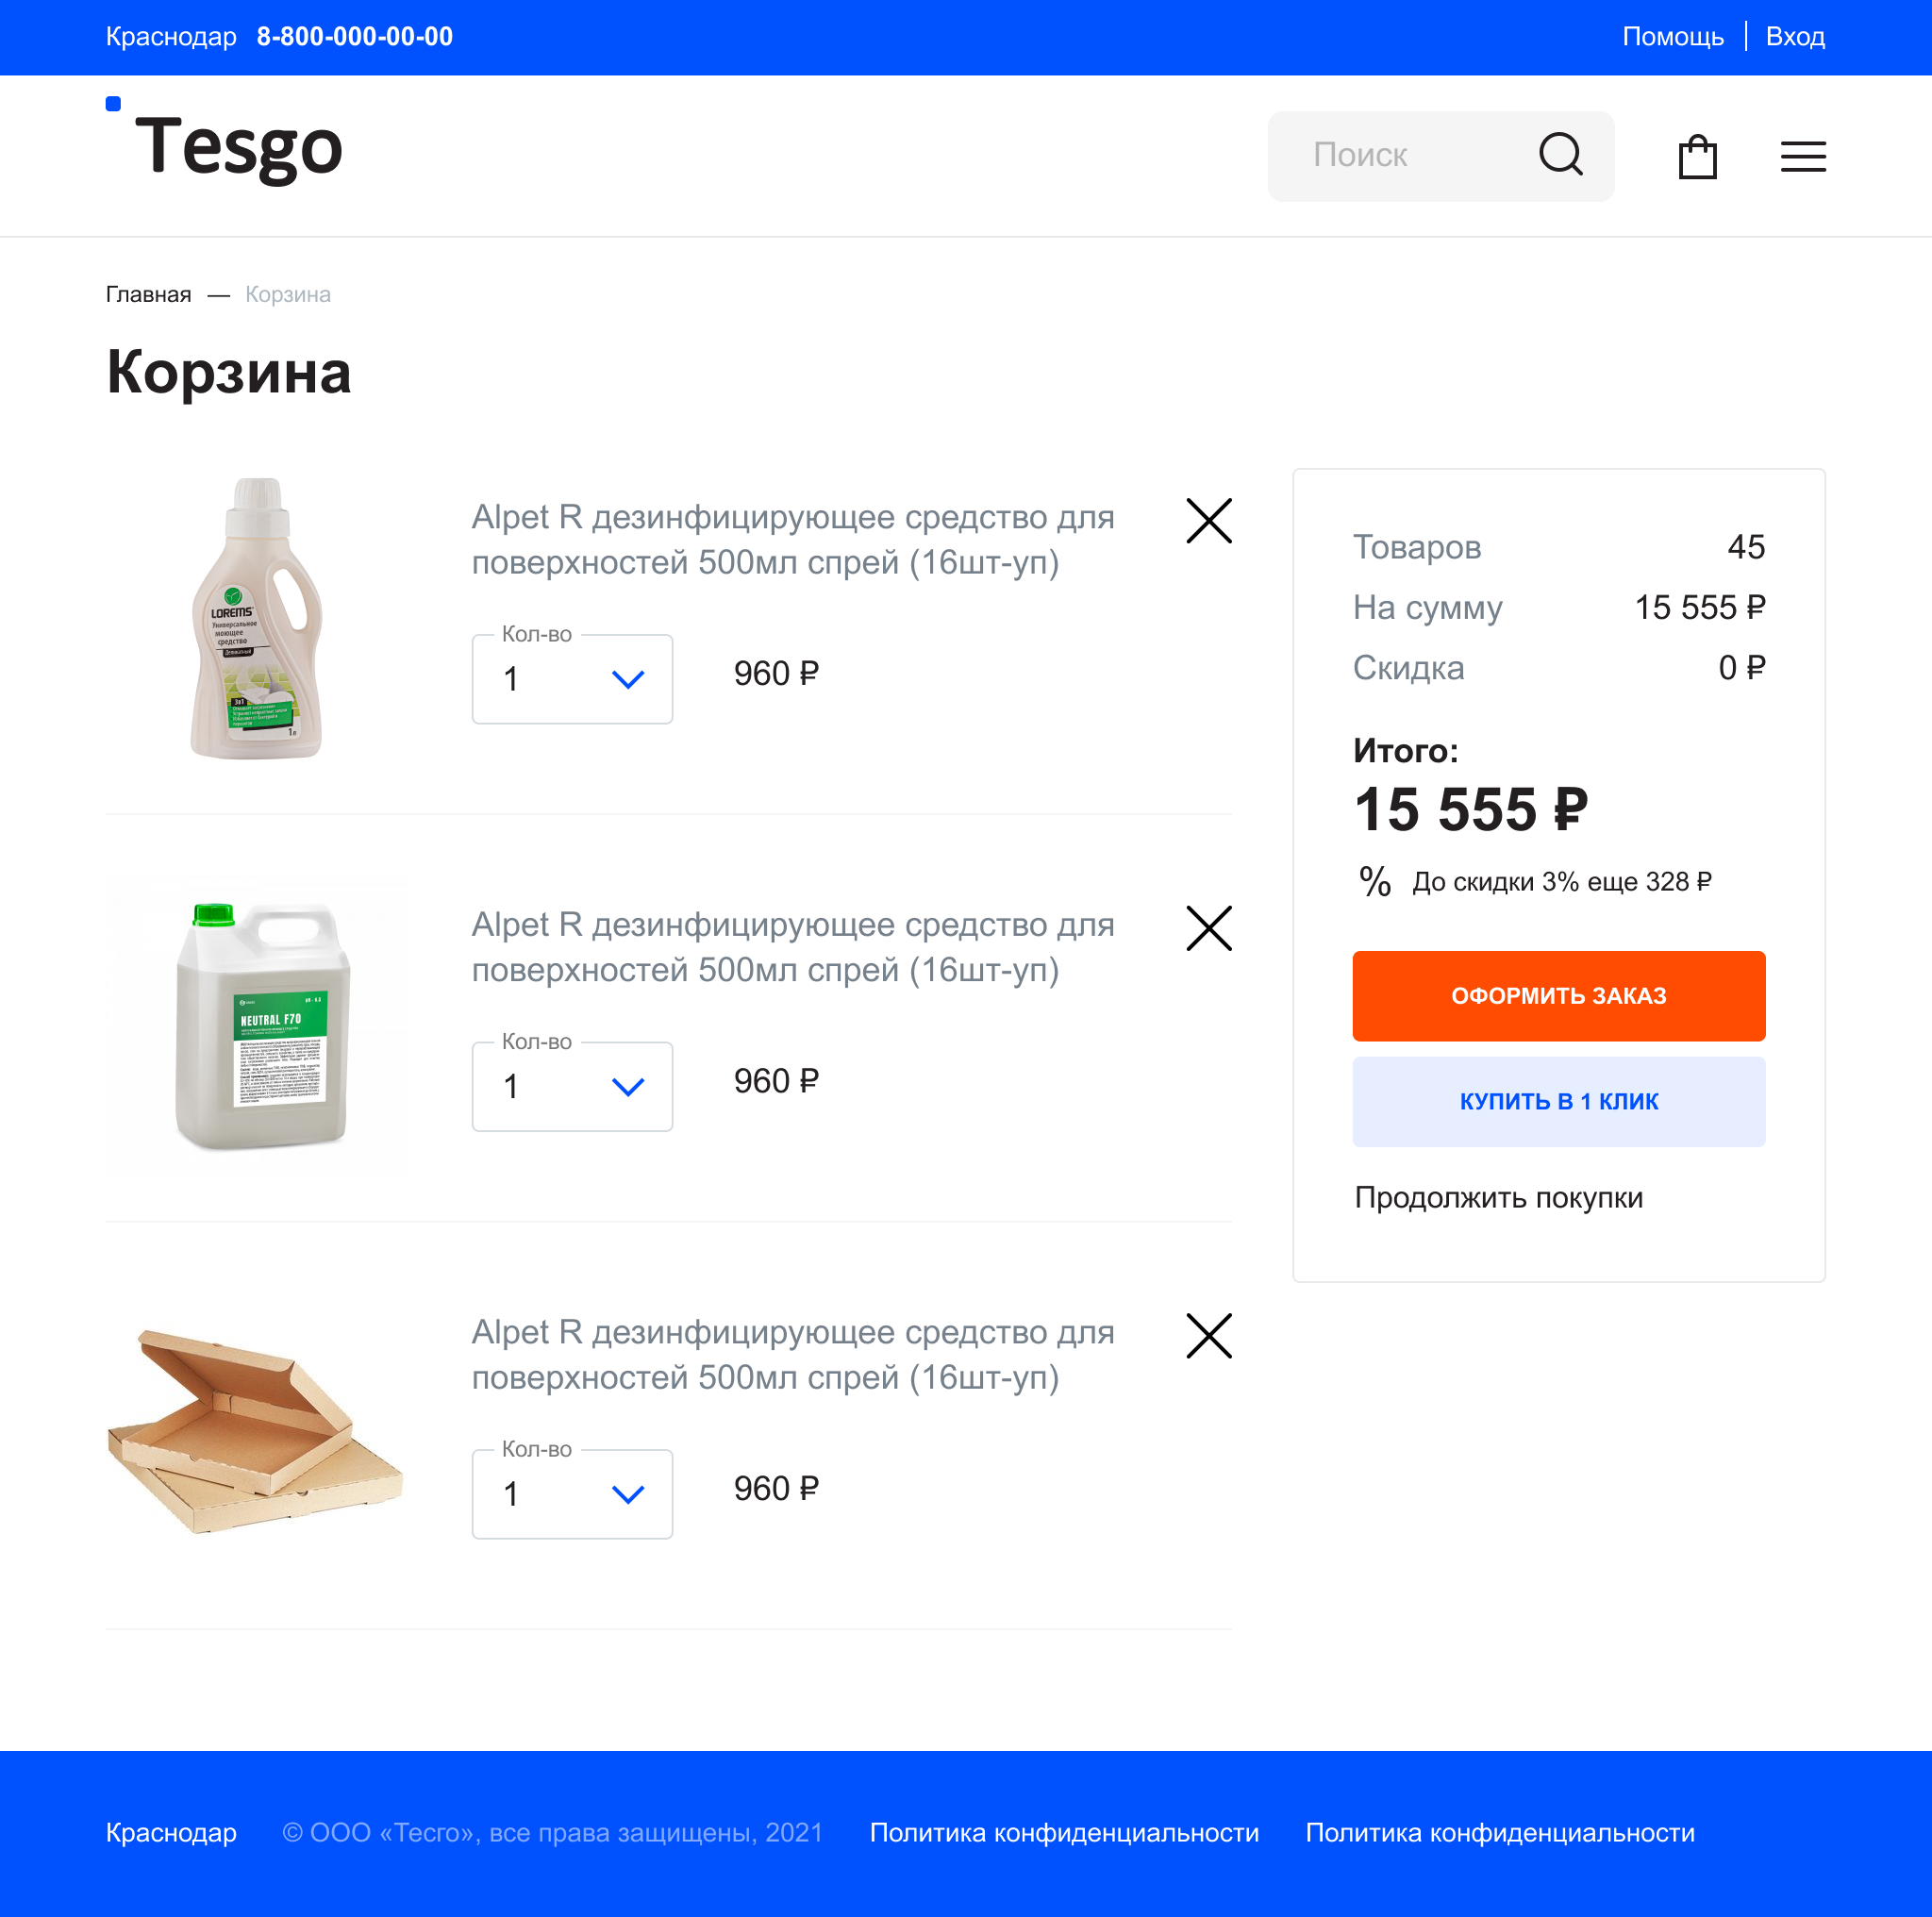 Краснодар 8-800-000-00-00 Помощь Вход
Tesgo Поиск
Главная — Корзина
Корзина
Alpet R дезинфицирующее средство для
поверхностей 500мл спрей (16шт-уп)
Кол-во
1 960 ₽
LOREMS
Универсальное
моющее
средство
3в1
1л
Alpet R дезинфицирующее средство для
поверхностей 500мл спрей (16шт-уп)
Кол-во
1 960 ₽
NEUTRAL F70
Alpet R дезинфицирующее средство для
поверхностей 500мл спрей (16шт-уп)
Кол-во
1 960 ₽
Товаров 45
На сумму 15 555 ₽
Скидка 0 ₽
Итого:
15 555 ₽
% До скидки 3% еще 328 ₽
ОФОРМИТЬ ЗАКАЗ
КУПИТЬ В 1 КЛИК
Продолжить покупки
Краснодар © ООО «Тесго», все права защищены, 2021 Политика конфиденциальности Политика конфиденциальности